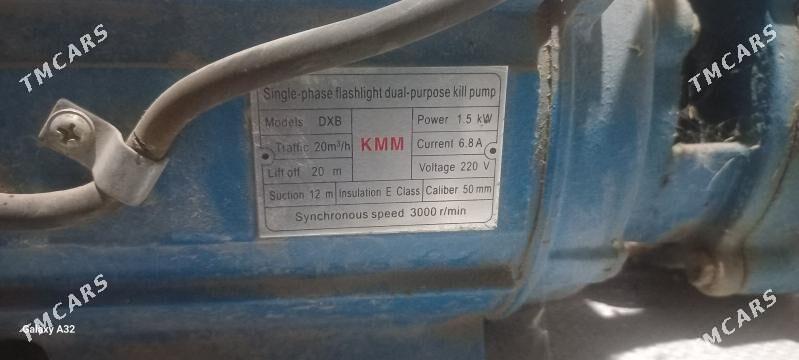 TMCARS
TMCARS
Single-phase flashlight dual-purpose kill pump
Models DXB
Power 1.5 kW
Traffic 20m³/h
KMM
Current 6.8A
Lift off 20 m
Voltage 220 V
Suction 12 m
Insulation E Class
Caliber 50 mm
Synchronous speed 3000 r/min
TMCARS
Galaxy A32
TMCARS